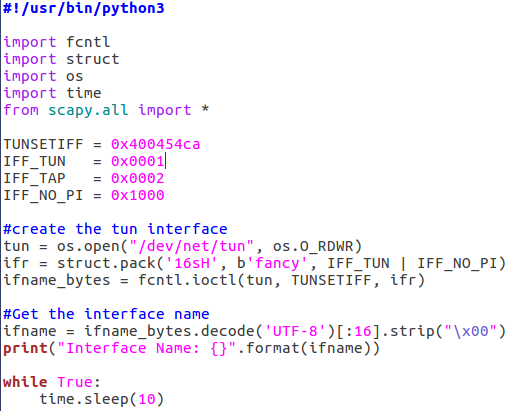 #!/usr/bin/python3
import fcntl
import struct
import os
import time
from scapy.all import *
TUNSETIFF = 0x400454ca
IFF_TUN   = 0x0001
IFF_TAP   = 0x0002
IFF_NO_PI = 0x1000
#create the tun interface
tun = os.open("/dev/net/tun", os.O_RDWR)
ifr = struct.pack('16sH', b'fancy', IFF_TUN | IFF_NO_PI)
ifname_bytes = fcntl.ioctl(tun, TUNSETIFF, ifr)
#Get the interface name
ifname = ifname_bytes.decode('UTF-8')[:16].strip("\x00")
print("Interface Name: {}".format(ifname))
while True:
    time.sleep(10)